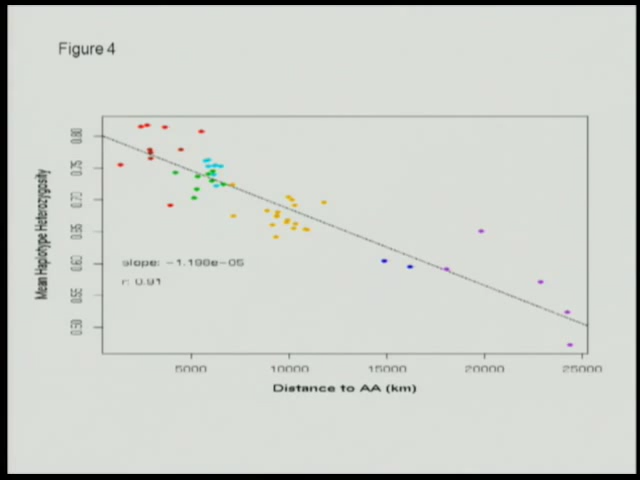 Figure 4
Mean Haplotype Heterozygosity
0.80
0.75
0.70
0.65
0.60
0.55
0.50
slope: -1.198e-05
r: 0.91
5000 10000 15000 20000 25000
Distance to AA (km)